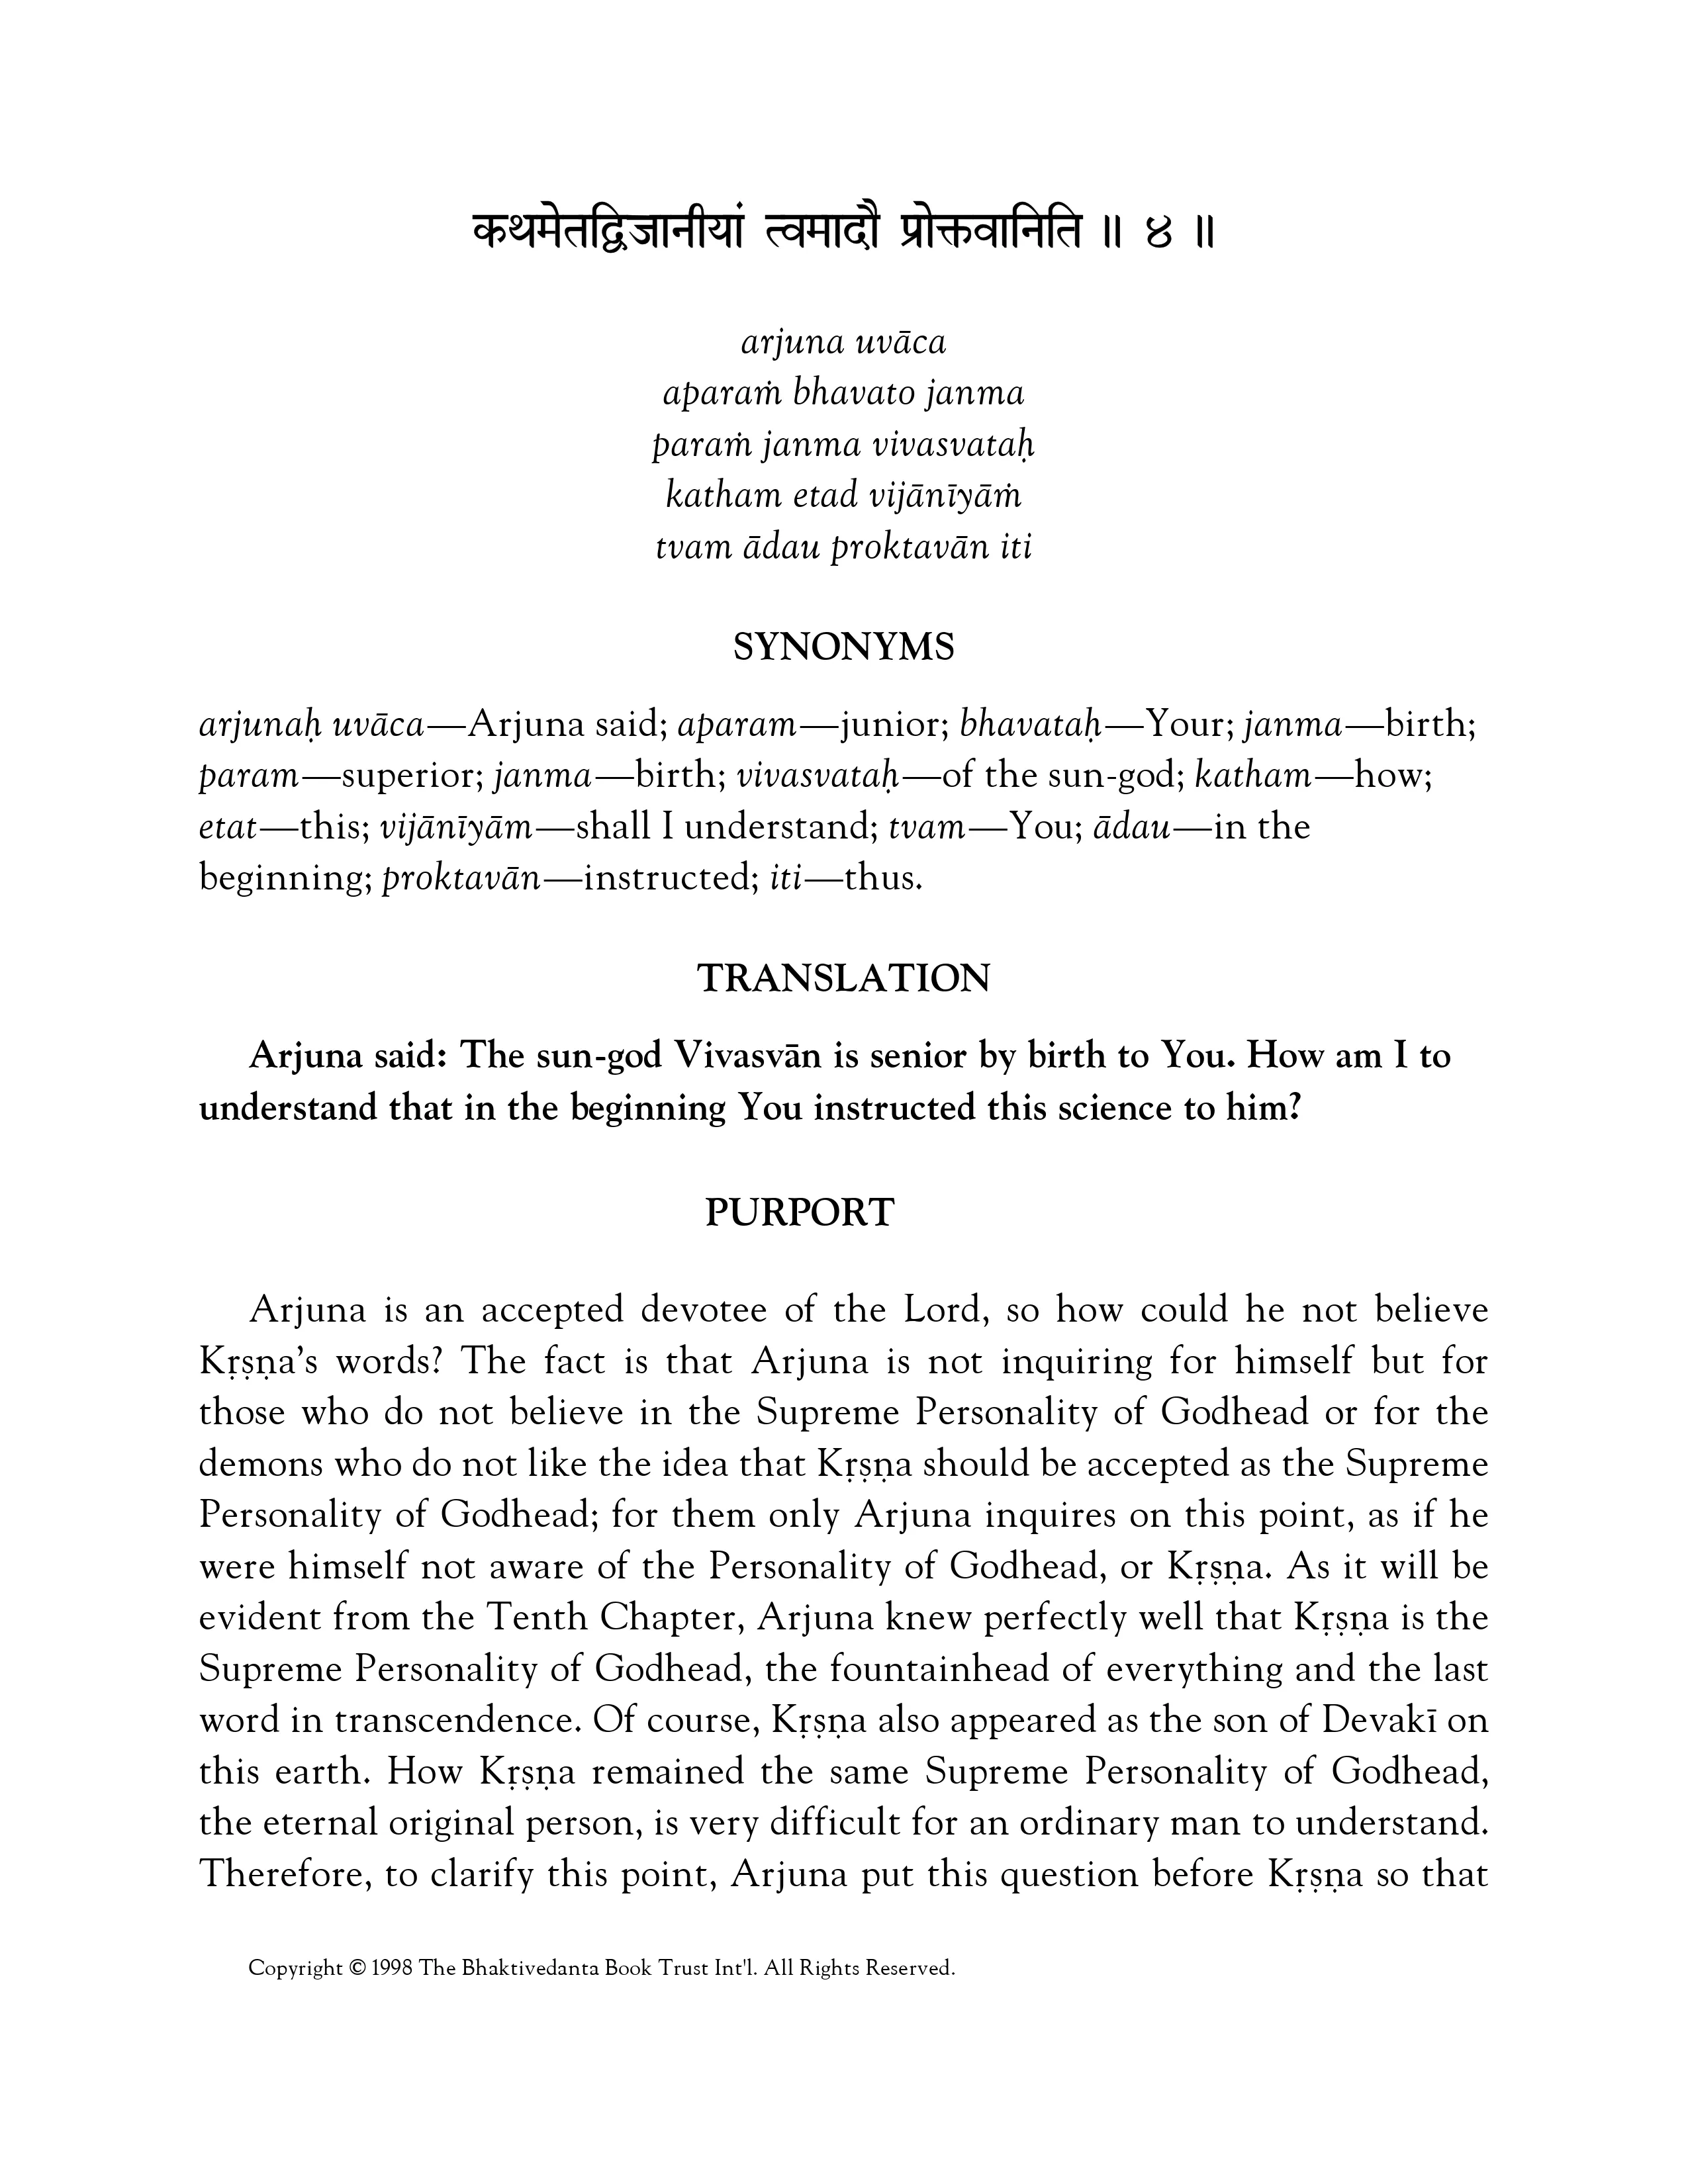 कथमेतद्विजानीयां त्वमादौ प्रोक्तवानिति ॥ ४ ॥
arjuna uvāca
aparaṁ bhavato janma
paraṁ janma vivasvataḥ
katham etad vijānīyāṁ
tvam ādau proktavān iti
SYNONYMS
arjunaḥ uvāca—Arjuna said; aparam—junior; bhavataḥ—Your; janma—birth;
param—superior; janma—birth; vivasvataḥ—of the sun-god; katham—how;
etat—this; vijānīyām—shall I understand; tvam—You; ādau—in the
beginning; proktavān—instructed; iti—thus.
TRANSLATION
Arjuna said: The sun-god Vivasvān is senior by birth to You. How am I to
understand that in the beginning You instructed this science to him?
PURPORT
Arjuna is an accepted devotee of the Lord, so how could he not believe
Kṛṣṇa’s words? The fact is that Arjuna is not inquiring for himself but for
those who do not believe in the Supreme Personality of Godhead or for the
demons who do not like the idea that Kṛṣṇa should be accepted as the Supreme
Personality of Godhead; for them only Arjuna inquires on this point, as if he
were himself not aware of the Personality of Godhead, or Kṛṣṇa. As it will be
evident from the Tenth Chapter, Arjuna knew perfectly well that Kṛṣṇa is the
Supreme Personality of Godhead, the fountainhead of everything and the last
word in transcendence. Of course, Kṛṣṇa also appeared as the son of Devakī on
this earth. How Kṛṣṇa remained the same Supreme Personality of Godhead,
the eternal original person, is very difficult for an ordinary man to understand.
Therefore, to clarify this point, Arjuna put this question before Kṛṣṇa so that
Copyright © 1998 The Bhaktivedanta Book Trust Int'l. All Rights Reserved.